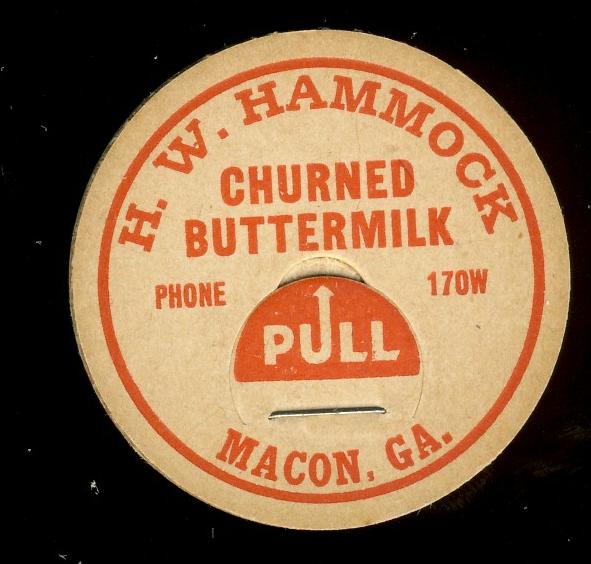 H. W. HAMMOCK
CHURNED
BUTTERMILK
PHONE 170W
PULL
MACON, GA.